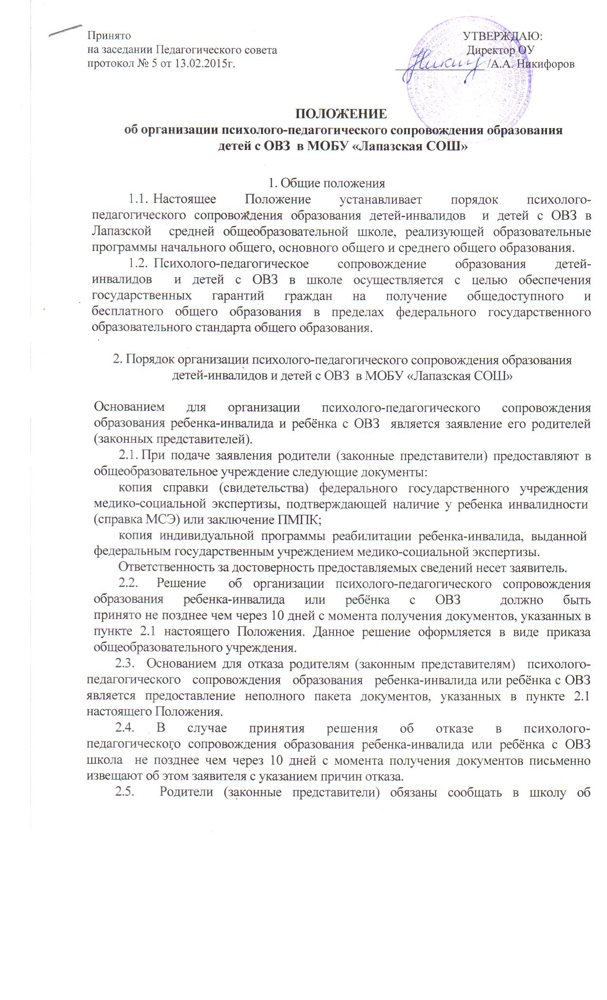 Принято
УТВЕРЖДАЮ:
на заседании Педагогического совета
Директор ОУ
протокол № 5 от 13.02.2015г.
/А.А. Никифоров
ПОЛОЖЕНИЕ
об организации психолого-педагогического сопровождения образования
детей с ОВЗ в МОБУ «Лапазская СОШ»
1. Общие положения
1.1. Настоящее Положение устанавливает порядок психолого-
педагогического сопровождения образования детей-инвалидов и детей с ОВЗ в
Лапазской средней общеобразовательной школе, реализующей образовательные
программы начального общего, основного общего и среднего общего образования.
1.2. Психолого-педагогическое сопровождение образования детей-
инвалидов и детей с ОВЗ в школе осуществляется с целью обеспечения
государственных гарантий граждан на получение общедоступного и
бесплатного общего образования в пределах федерального государственного
образовательного стандарта общего образования.
2. Порядок организации психолого-педагогического сопровождения образования
детей-инвалидов и детей с ОВЗ в МОБУ «Лапазская СОШ»
Основанием для организации психолого-педагогического сопровождения
образования ребенка-инвалида и ребёнка с ОВЗ является заявление его родителей
(законных представителей).
2.1. При подаче заявления родители (законные представители) предоставляют в
общеобразовательное учреждение следующие документы:
копия справки (свидетельства) федерального государственного учреждения
медико-социальной экспертизы, подтверждающей наличие у ребенка инвалидности
(справка МСЭ) или заключение ПМПК;
копия индивидуальной программы реабилитации ребенка-инвалида, выданной
федеральным государственным учреждением медико-социальной экспертизы.
Ответственность за достоверность предоставляемых сведений несет заявитель.
2.2. Решение об организации психолого-педагогического сопровождения
образования ребенка-инвалида или ребёнка с ОВЗ должно быть
принято не позднее чем через 10 дней с момента получения документов, указанных в
пункте 2.1 настоящего Положения. Данное решение оформляется в виде приказа
общеобразовательного учреждения.
2.3. Основанием для отказа родителям (законным представителям) психолого-
педагогического сопровождения образования ребенка-инвалида или ребёнка с ОВЗ
является предоставление неполного пакета документов, указанных в пункте 2.1
настоящего Положения.
2.4. В случае принятия решения об отказе в психолого-
педагогического сопровождения образования ребенка-инвалида или ребёнка с ОВЗ
школа не позднее чем через 10 дней с момента получения документов письменно
извещают об этом заявителя с указанием причин отказа.
2.5. Родители (законные представители) обязаны сообщать в школу об